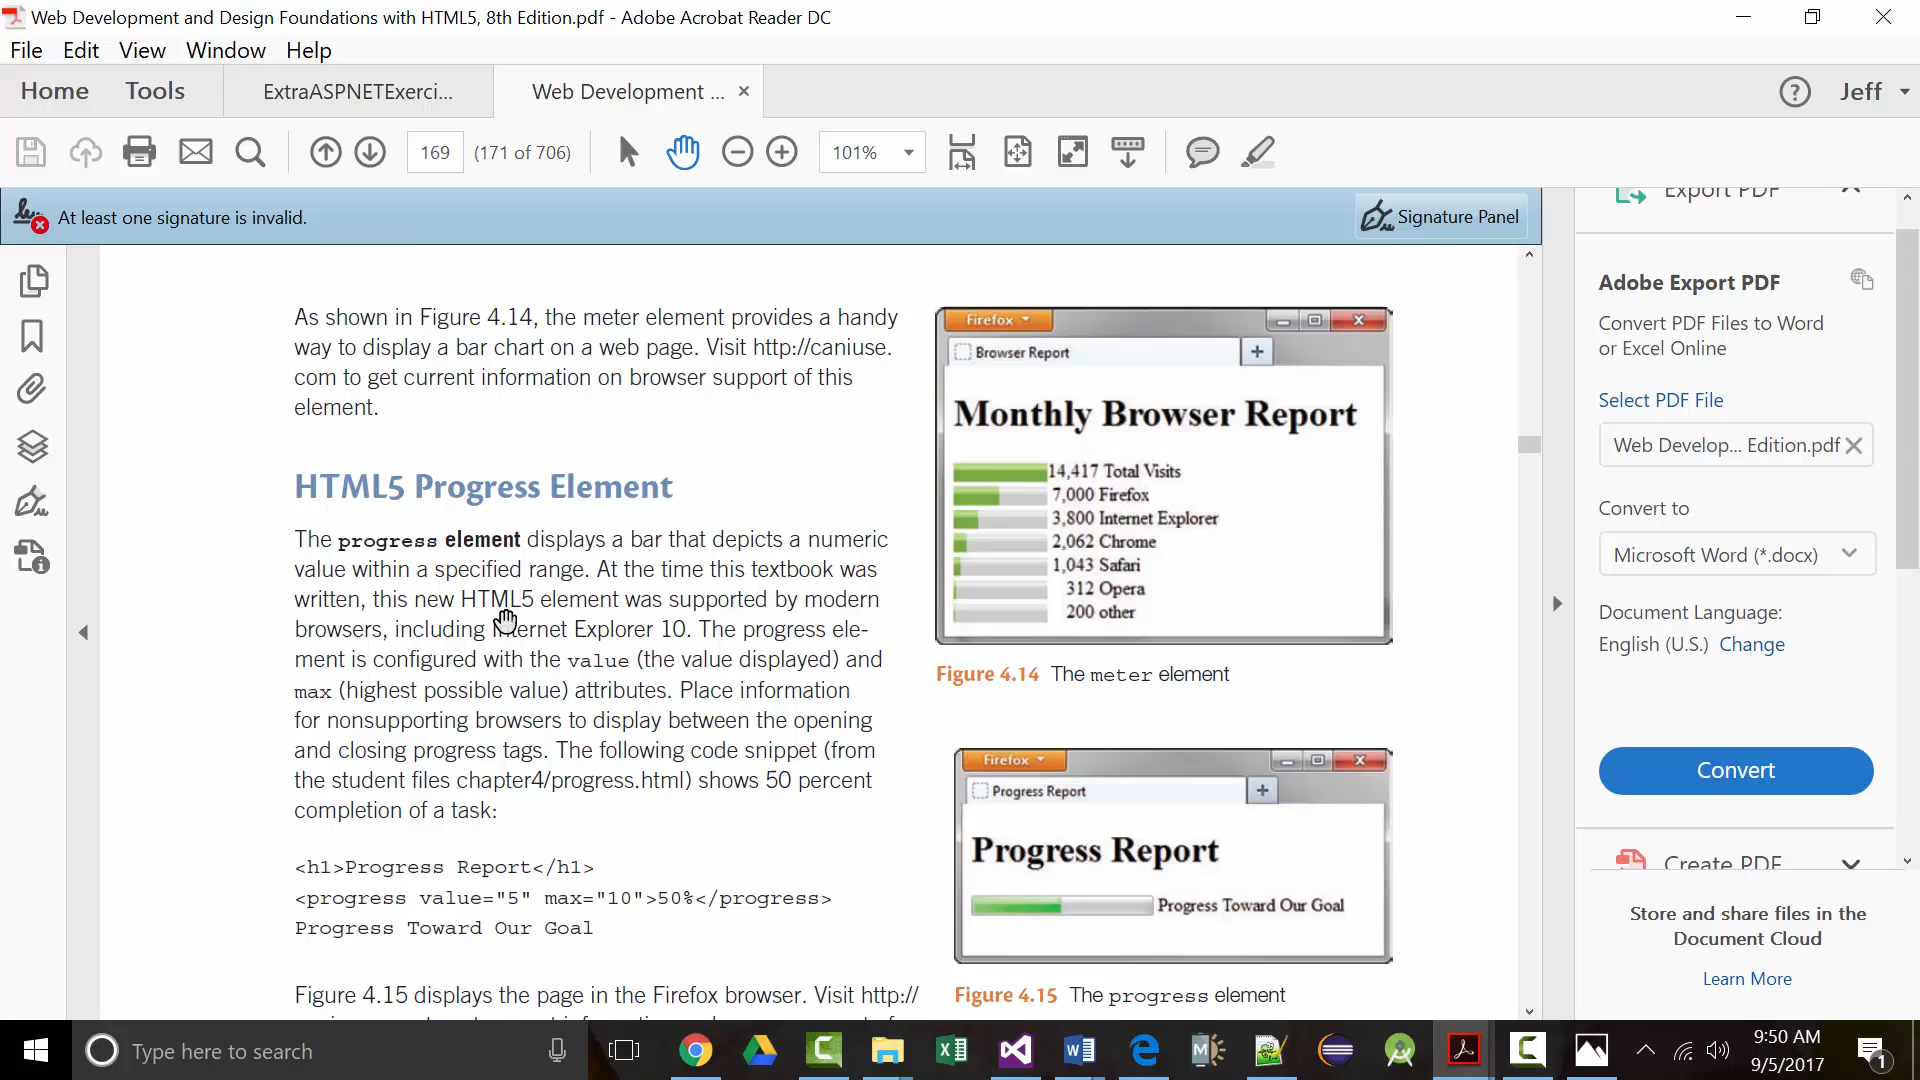 Web Development and Design Foundations with HTML5, 8th Edition.pdf - Adobe Acrobat Reader DC
File Edit View Window Help
Home Tools ExtraASPNETExerci... Web Development ... Jeff
169 (171 of 706) 101%
At least one signature is invalid. Signature Panel
As shown in Figure 4.14, the meter element provides a handy
way to display a bar chart on a web page. Visit http://caniuse.
com to get current information on browser support of this
element.
HTML5 Progress Element
The progress element displays a bar that depicts a numeric
value within a specified range. At the time this textbook was
written, this new HTML5 element was supported by modern
browsers, including Internet Explorer 10. The progress ele-
ment is configured with the value (the value displayed) and
max (highest possible value) attributes. Place information
for nonsupporting browsers to display between the opening
and closing progress tags. The following code snippet (from
the student files chapter4/progress.html) shows 50 percent
completion of a task:
<h1>Progress Report</h1>
<progress value="5" max="10">50%</progress>
Progress Toward Our Goal
Figure 4.15 displays the page in the Firefox browser. Visit http://
Firefox
Browser Report
Monthly Browser Report
14,417 Total Visits
7,000 Firefox
3,800 Internet Explorer
2,062 Chrome
1,043 Safari
312 Opera
200 other
Figure 4.14 The meter element
Firefox
Progress Report
Progress Report
Progress Toward Our Goal
Figure 4.15 The progress element
Export PDF
Adobe Export PDF
Convert PDF Files to Word
or Excel Online
Select PDF File
Web Develop... Edition.pdf
Convert to
Microsoft Word (*.docx)
Document Language:
English (U.S.) Change
Convert
Create PDF
Store and share files in the
Document Cloud
Learn More
Type here to search
9:50 AM
9/5/2017
1